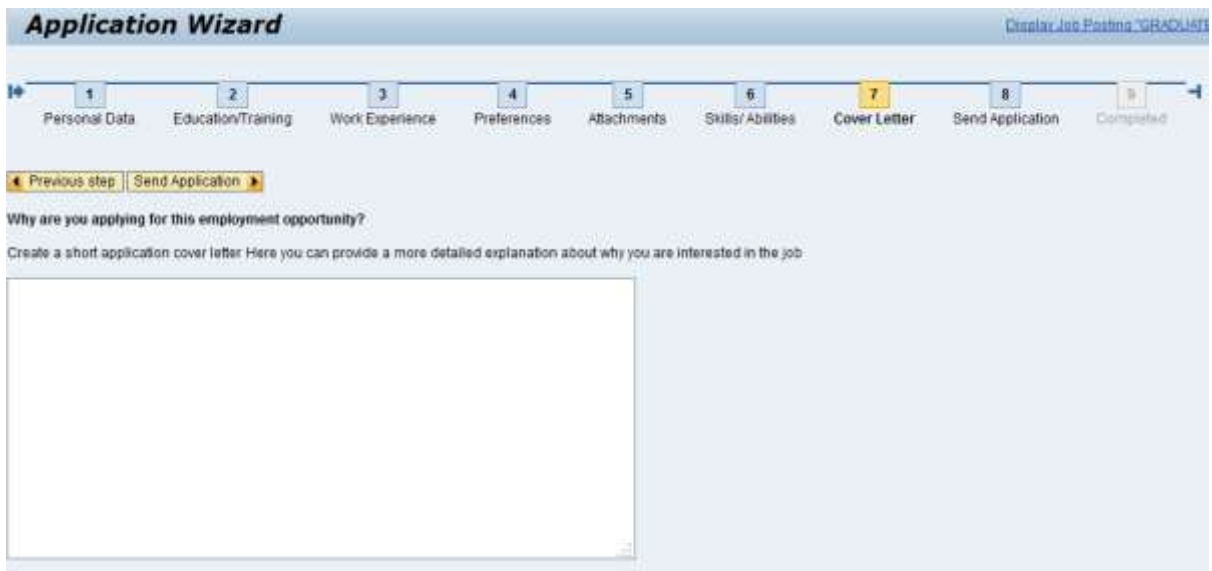 Application Wizard
Display Job Posting "GRADUATE
1 2 3 4 5 6 7 8 9
Personal Data Education/Training Work Experience Preferences Attachments Skills/ Abilities Cover Letter Send Application Completed
Previous step Send Application
Why are you applying for this employment opportunity?
Create a short application cover letter Here you can provide a more detailed explanation about why you are interested in the job